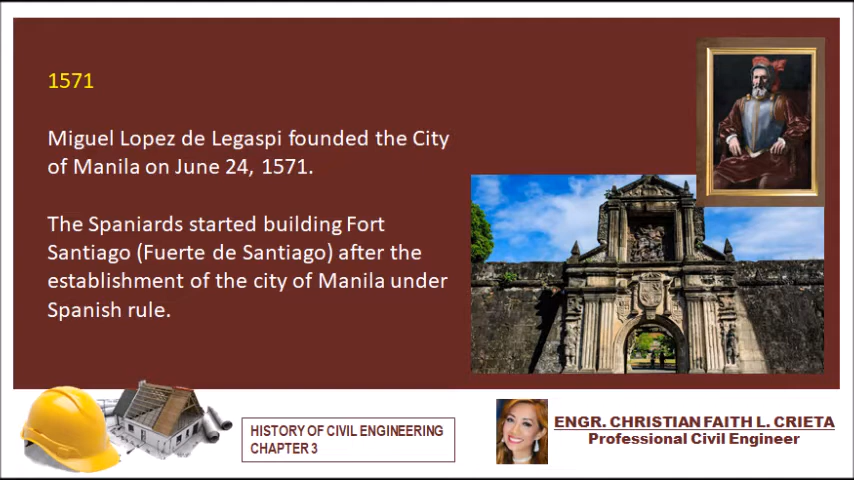 1571
Miguel Lopez de Legaspi founded the City
of Manila on June 24, 1571.
The Spaniards started building Fort
Santiago (Fuerte de Santiago) after the
establishment of the city of Manila under
Spanish rule.
HISTORY OF CIVIL ENGINEERING
CHAPTER 3
ENGR. CHRISTIAN FAITH L. CRIETA
Professional Civil Engineer